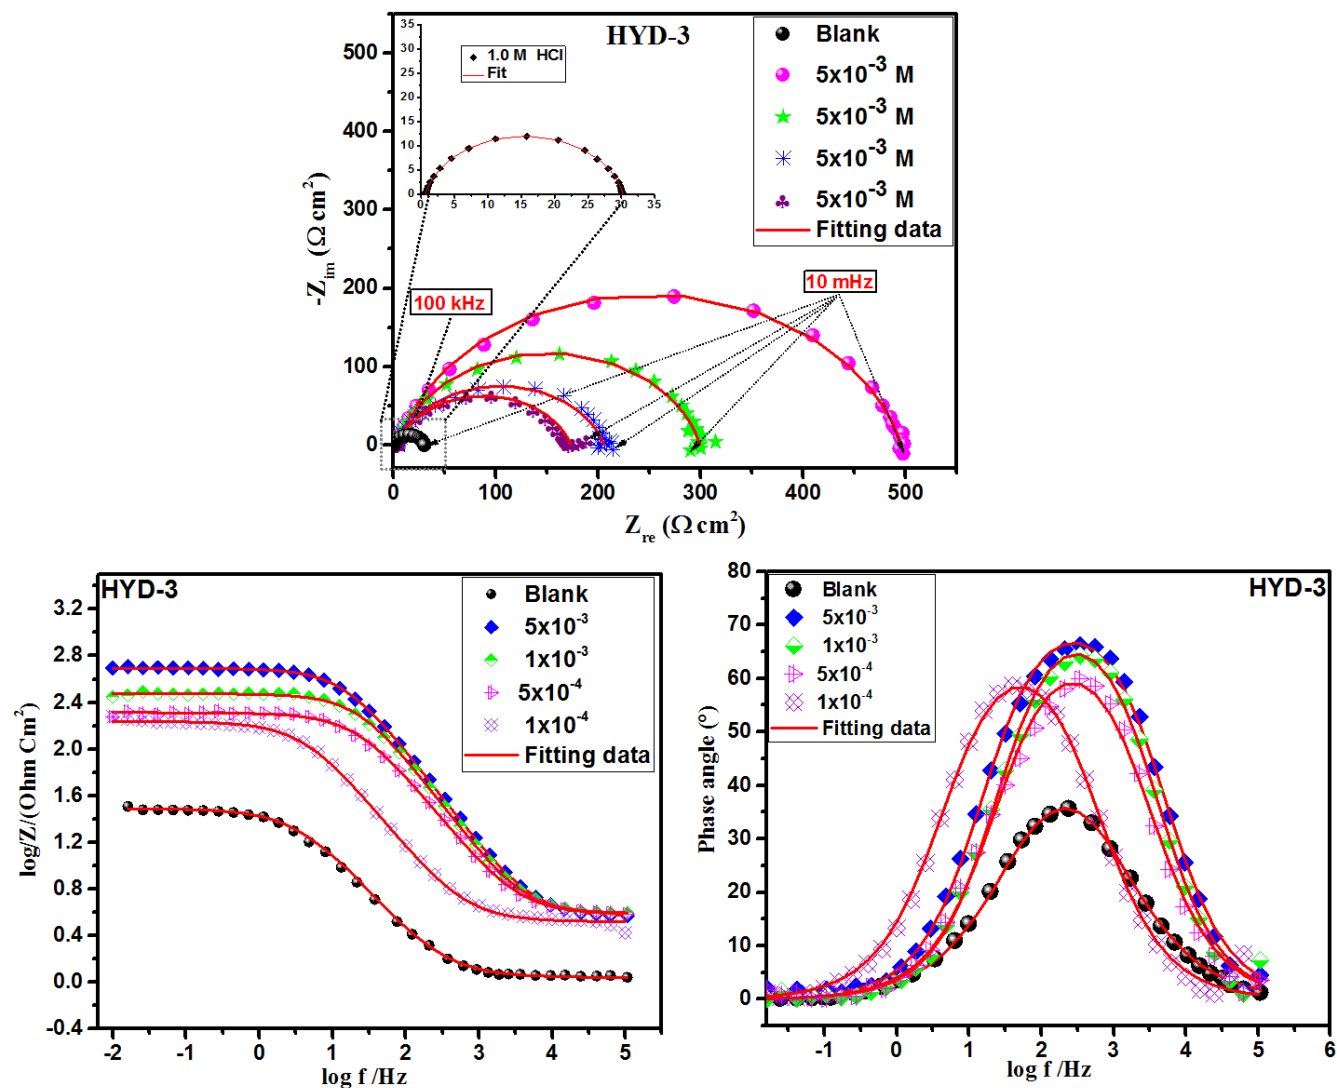 HYD-3
Blank
5x10⁻³ M
5x10⁻³ M
5x10⁻³ M
5x10⁻³ M
Fitting data
1.0 M HCl
Fit
35
30
25
20
15
10
5
0
0 5 10 15 20 25 30 35
-Z_im (Ω cm²)
500
400
300
200
100
0
100 kHz
10 mHz
0 100 200 300 400 500
Z_re (Ω cm²)
HYD-3
Blank
5x10⁻³
1x10⁻³
5x10⁻⁴
1x10⁻⁴
Fitting data
log/Z/(Ohm Cm²)
3.2
2.8
2.4
2.0
1.6
1.2
0.8
0.4
0.0
-0.4
-2 -1 0 1 2 3 4 5
log f /Hz
HYD-3
Blank
5x10⁻³
1x10⁻³
5x10⁻⁴
1x10⁻⁴
Fitting data
Phase angle (°)
80
70
60
50
40
30
20
10
0
-1 0 1 2 3 4 5 6
log f /Hz